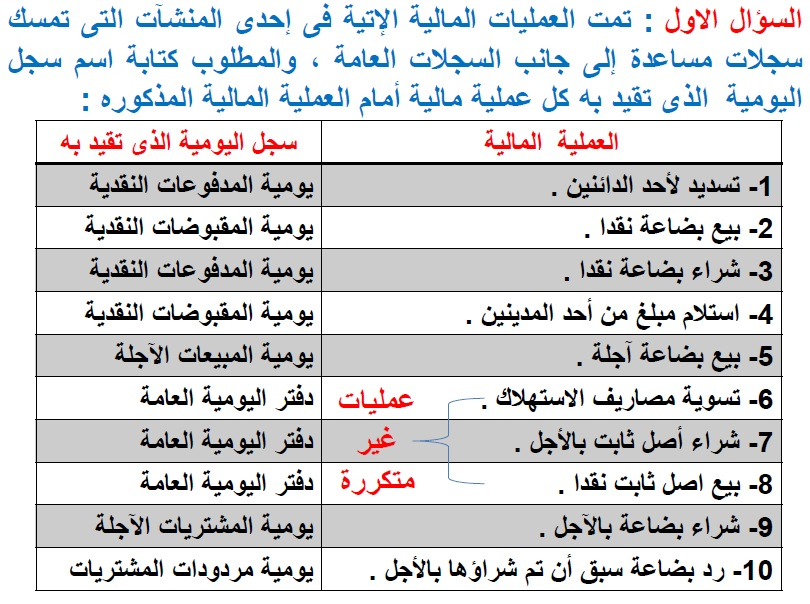 السؤال الاول : تمت العمليات المالية الإتية فى إحدى المنشآت التى تمسك
سجلات مساعدة إلى جانب السجلات العامة ، والمطلوب كتابة اسم سجل
اليومية الذى تقيد به كل عملية مالية أمام العملية المالية المذكوره :
العملية المالية سجل اليومية الذى تقيد به
1- تسديد لأحد الدائنين . يومية المدفوعات النقدية
2- بيع بضاعة نقدا . يومية المقبوضات النقدية
3- شراء بضاعة نقدا . يومية المدفوعات النقدية
4- استلام مبلغ من أحد المدينين . يومية المقبوضات النقدية
5- بيع بضاعة آجلة . يومية المبيعات الآجلة
6- تسوية مصاريف الاستهلاك . عمليات دفتر اليومية العامة
7- شراء أصل ثابت بالأجل . غير دفتر اليومية العامة
8- بيع اصل ثابت نقدا . متكررة دفتر اليومية العامة
9- شراء بضاعة بالآجل . يومية المشتريات الآجلة
10- رد بضاعة سبق أن تم شراؤها بالأجل . يومية مردودات المشتريات